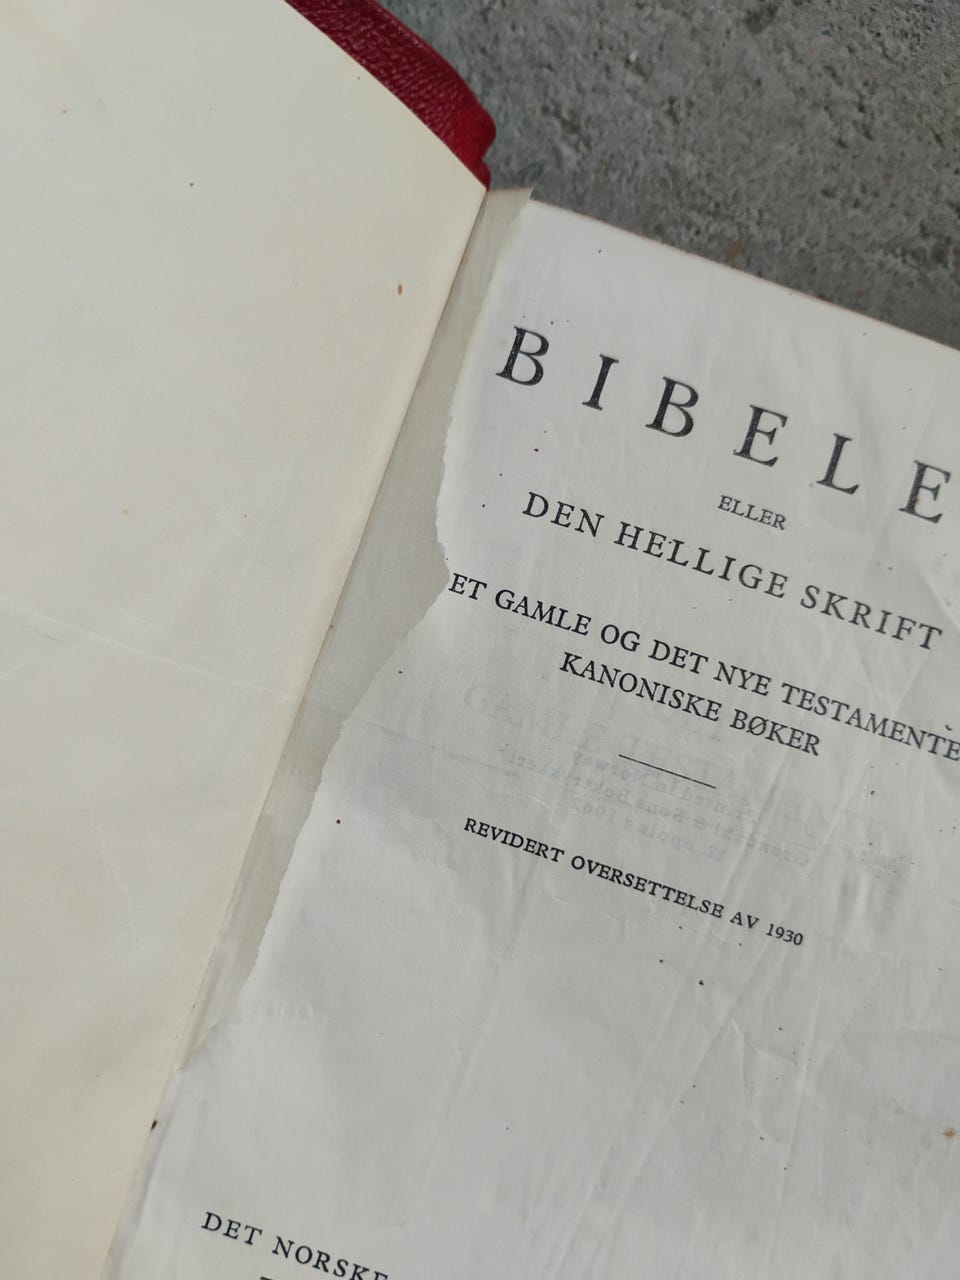 BIBELE
ELLER
DEN HELLIGE SKRIFT
ET GAMLE OG DET NYE TESTAMENTE
KANONISKE BØKER
REVIDERT OVERSETTELSE AV 1930
DET NORSKE